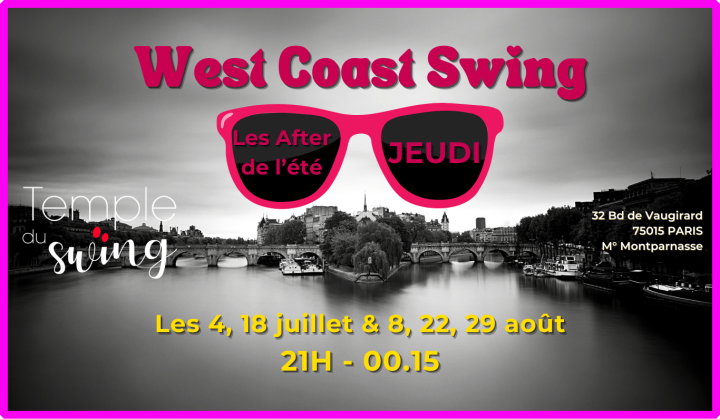 West Coast Swing
Les After
de l'été
JEUDI
Temple
du
swing
32 Bd de Vaugirard
75015 PARIS
M° Montparnasse
Les 4, 18 juillet & 8, 22, 29 août
21H - 00.15